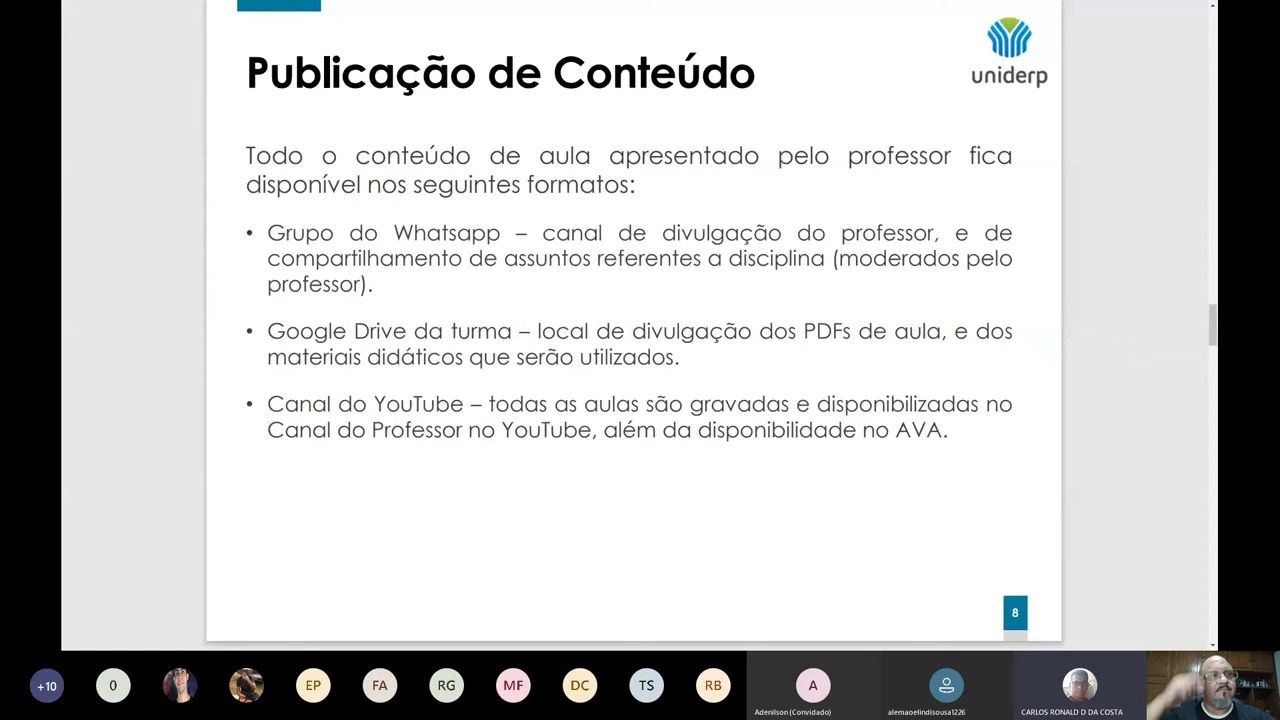 Publicação de Conteúdo
uniderp
Todo o conteúdo de aula apresentado pelo professor fica
disponível nos seguintes formatos:
• Grupo do Whatsapp – canal de divulgação do professor, e de
compartilhamento de assuntos referentes a disciplina (moderados pelo
professor).
• Google Drive da turma – local de divulgação dos PDFs de aula, e dos
materiais didáticos que serão utilizados.
• Canal do YouTube – todas as aulas são gravadas e disponibilizadas no
Canal do Professor no YouTube, além da disponibilidade no AVA.
8
+10 0 EP FA RG MF DC TS RB A
Adenilson (Convidado) alemaoelindisousa1226 CARLOS RONALD D DA COSTA